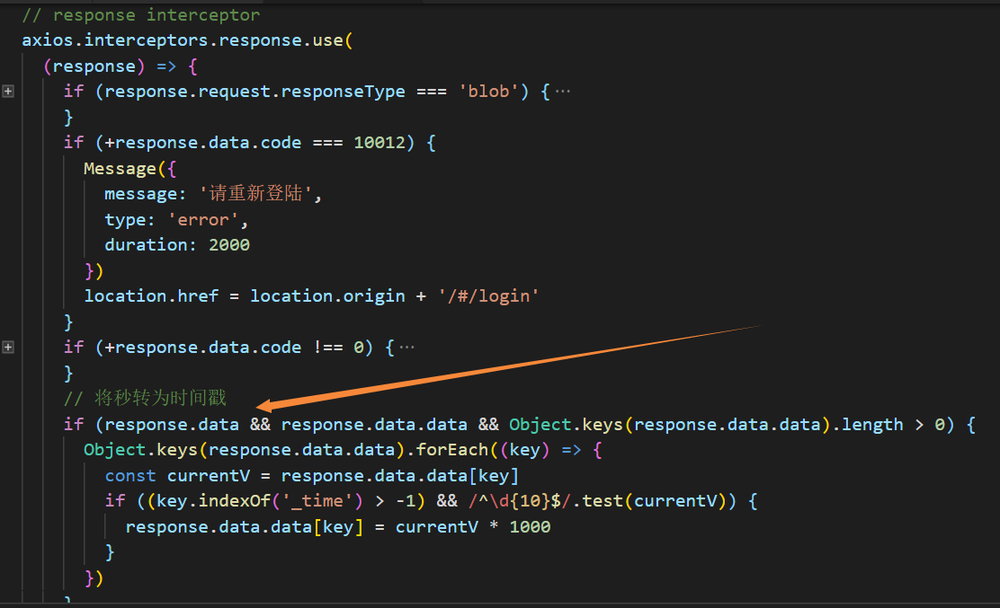 // response interceptor
axios.interceptors.response.use(
(response) => {
if (response.request.responseType === 'blob') {···
}
if (+response.data.code === 10012) {
Message({
message: '请重新登陆',
type: 'error',
duration: 2000
})
location.href = location.origin + '/#/login'
}
if (+response.data.code !== 0) {···
}
// 将秒转为时间戳
if (response.data && response.data.data && Object.keys(response.data.data).length > 0) {
Object.keys(response.data.data).forEach((key) => {
const currentV = response.data.data[key]
if ((key.indexOf('_time') > -1) && /^\d{10}$/.test(currentV)) {
response.data.data[key] = currentV * 1000
}
})
}